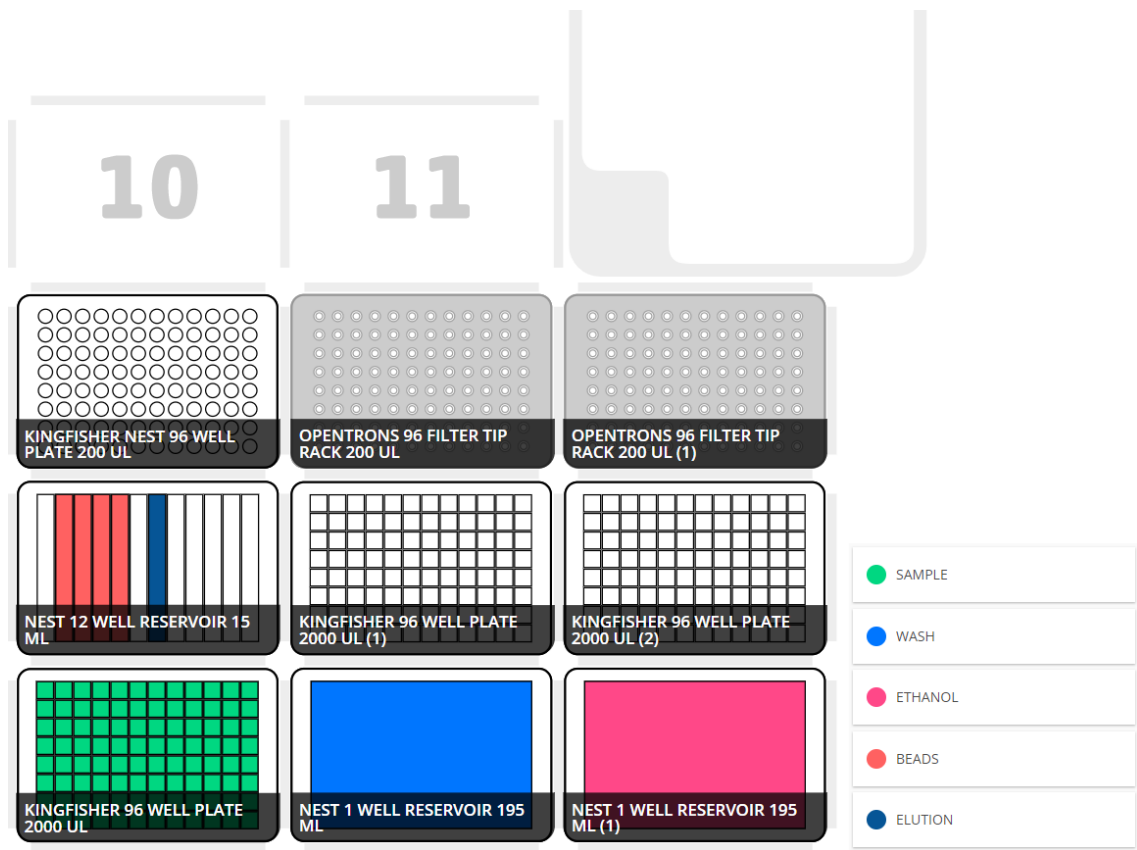 10
11
KINGFISHER NEST 96 WELL
PLATE 200 UL
OPENTRONS 96 FILTER TIP
RACK 200 UL
OPENTRONS 96 FILTER TIP
RACK 200 UL (1)
NEST 12 WELL RESERVOIR 15
ML
KINGFISHER 96 WELL PLATE
2000 UL (1)
KINGFISHER 96 WELL PLATE
2000 UL (2)
KINGFISHER 96 WELL PLATE
2000 UL
NEST 1 WELL RESERVOIR 195
ML
NEST 1 WELL RESERVOIR 195
ML (1)
SAMPLE
WASH
ETHANOL
BEADS
ELUTION